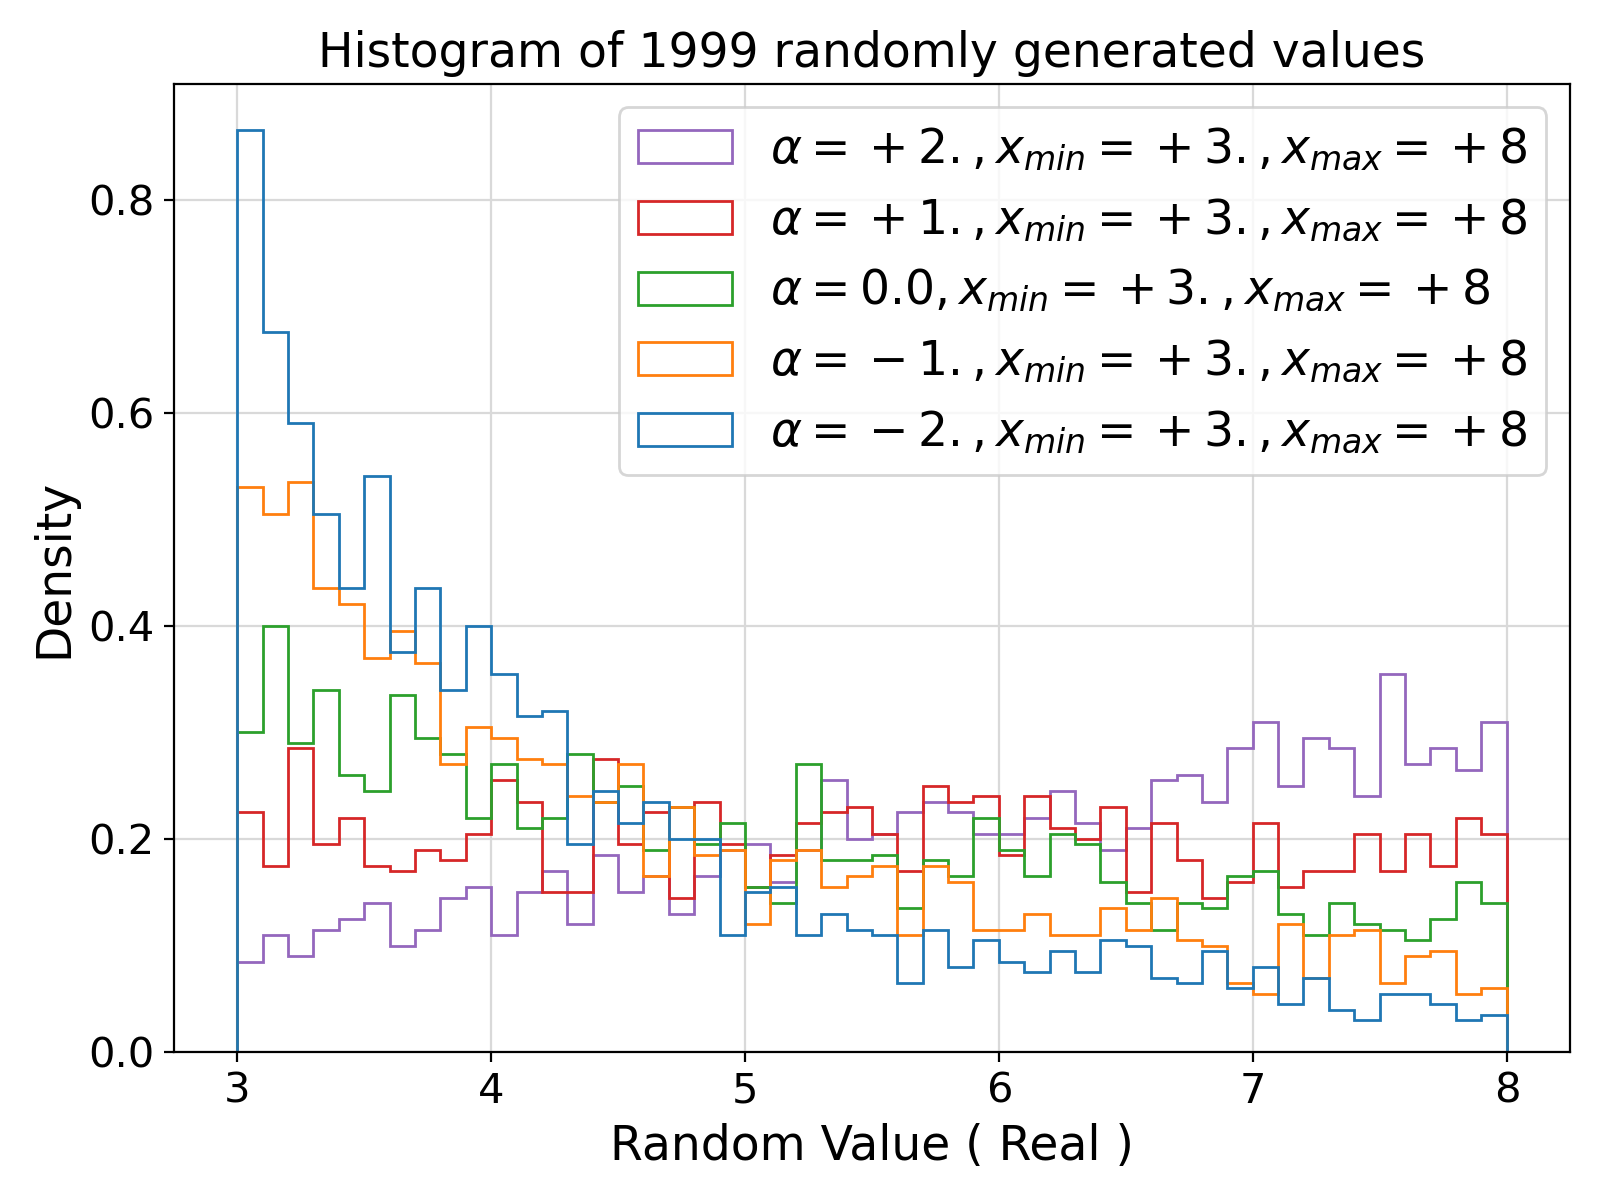 Histogram of 1999 randomly generated values
α = +2., x_min = +3., x_max = +8
α = +1., x_min = +3., x_max = +8
α = 0.0, x_min = +3., x_max = +8
α = −1., x_min = +3., x_max = +8
α = −2., x_min = +3., x_max = +8
Density
0.8
0.6
0.4
0.2
0.0
3 4 5 6 7 8
Random Value ( Real )